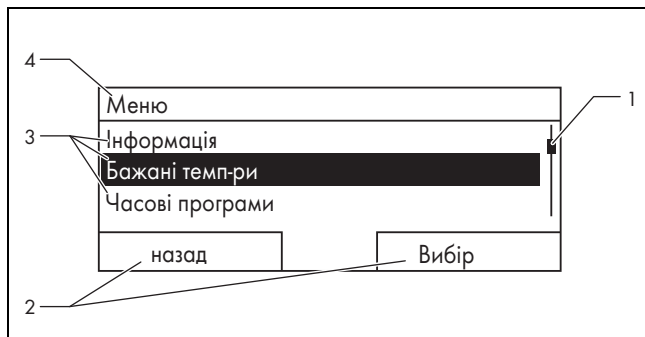 4
Меню
1
3
Інформація
Бажані темп-ри
Часові програми
назад
Вибір
2